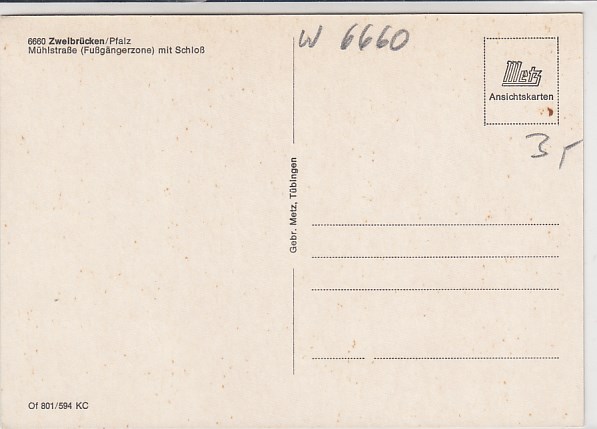 6660 Zweibrücken/Pfalz
Mühlstraße (Fußgängerzone) mit Schloß
W 6660
Metz
Ansichtskarten
3,-
Gebr. Metz, Tübingen
Of 801/594 KC